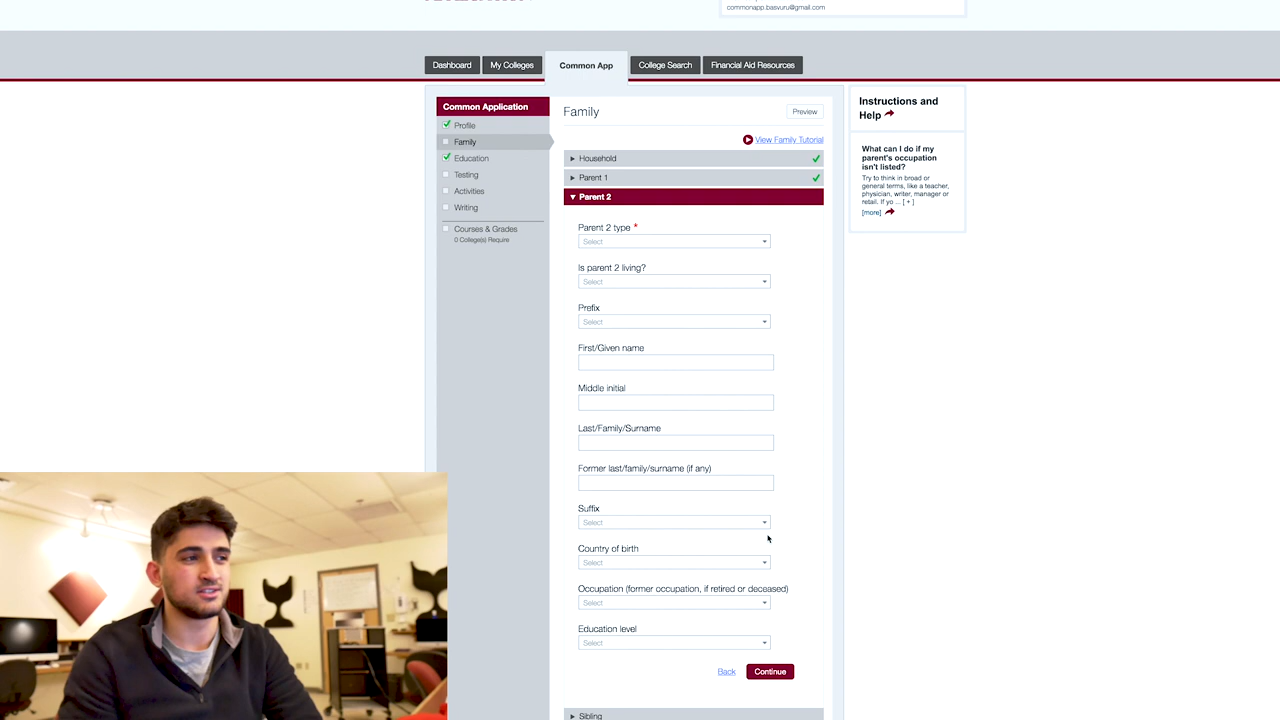 commonapp.basvuru@gmail.com
Dashboard
My Colleges
Common App
College Search
Financial Aid Resources
Common Application
Profile
Family
Education
Testing
Activities
Writing
Courses & Grades
0 College(s) Require
Family
Preview
View Family Tutorial
Household
Parent 1
Parent 2
Parent 2 type *
Select
Is parent 2 living?
Select
Prefix
Select
First/Given name
Middle initial
Last/Family/Surname
Former last/family/surname (if any)
Suffix
Select
Country of birth
Select
Occupation (former occupation, if retired or deceased)
Select
Education level
Select
Back
Continue
Sibling
Instructions and
Help
What can I do if my
parent's occupation
isn't listed?
Try to think in broad or
general terms, like a teacher,
physician, writer, manager or
retail. If yo ... [ + ]
[more]